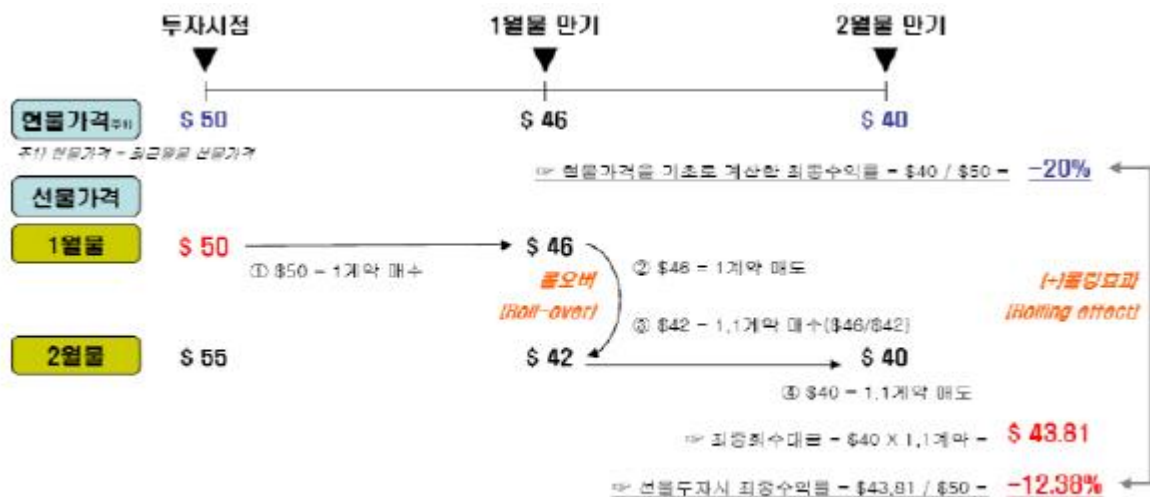 투자시점 1월물 만기 2월물 만기
현물가격주1) $ 50 $ 46 $ 40
주1) 현물가격 = 최근월물 선물가격
☞ 현물가격을 기초로 계산한 최종수익률 = $40 / $50 = -20%
선물가격
1월물 $ 50 $ 46
① $50 - 1계약 매수
② $46 - 1계약 매도
롤오버
(Roll-over)
(+)롤링효과
(Rolling effect)
③ $42 - 1.1계약 매수($46/$42)
2월물 $ 55 $ 42 $ 40
④ $40 - 1.1계약 매도
☞ 최종회수대금 = $40 X 1.1계약 = $ 43.81
☞ 선물투자시 최종수익률 = $43.81 / $50 = -12.38%